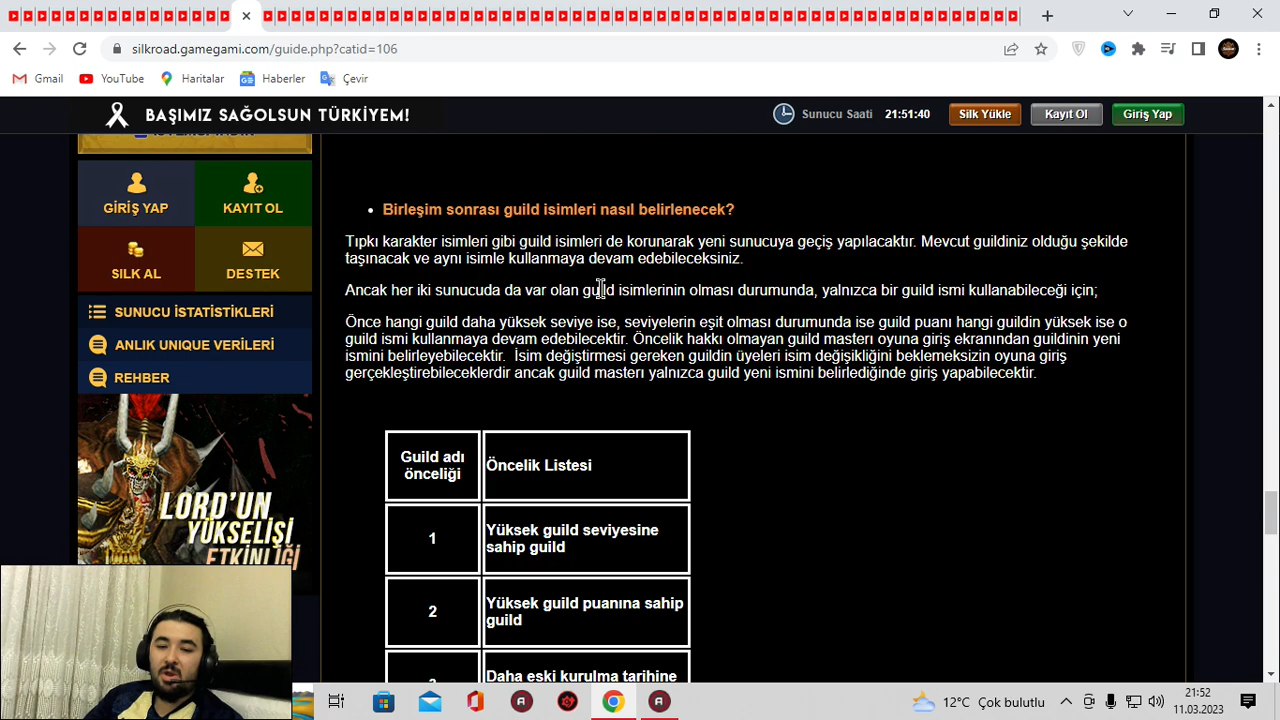 silkroad.gamegami.com/guide.php?catid=106
Gmail
YouTube
Haritalar
Haberler
Çevir
BAŞIMIZ SAĞOLSUN TÜRKİYEM!
Sunucu Saati
21:51:40
Silk Yükle
Kayıt Ol
Giriş Yap
GİRİŞ YAP
KAYIT OL
SILK AL
DESTEK
SUNUCU İSTATİSTİKLERİ
ANLIK UNIQUE VERİLERİ
REHBER
LORD'UN
YÜKSELİŞİ
ETKİNLİĞİ
Birleşim sonrası guild isimleri nasıl belirlenecek?
Tıpkı karakter isimleri gibi guild isimleri de korunarak yeni sunucuya geçiş yapılacaktır. Mevcut guildiniz olduğu şekilde
taşınacak ve aynı isimle kullanmaya devam edebileceksiniz.
Ancak her iki sunucuda da var olan guild isimlerinin olması durumunda, yalnızca bir guild ismi kullanabileceği için;
Önce hangi guild daha yüksek seviye ise, seviyelerin eşit olması durumunda ise guild puanı hangi guildin yüksek ise o
guild ismi kullanmaya devam edebilecektir. Öncelik hakkı olmayan guild masterı oyuna giriş ekranından guildinin yeni
ismini belirleyebilecektir. İsim değiştirmesi gereken guildin üyeleri isim değişikliğini beklemeksizin oyuna giriş
gerçekleştirebileceklerdir ancak guild masterı yalnızca guild yeni ismini belirlediğinde giriş yapabilecektir.
Guild adı
önceliği
Öncelik Listesi
1
Yüksek guild seviyesine
sahip guild
2
Yüksek guild puanına sahip
guild
Daha eski kurulma tarihine
12°C Çok bulutlu
21:52
11.03.2023